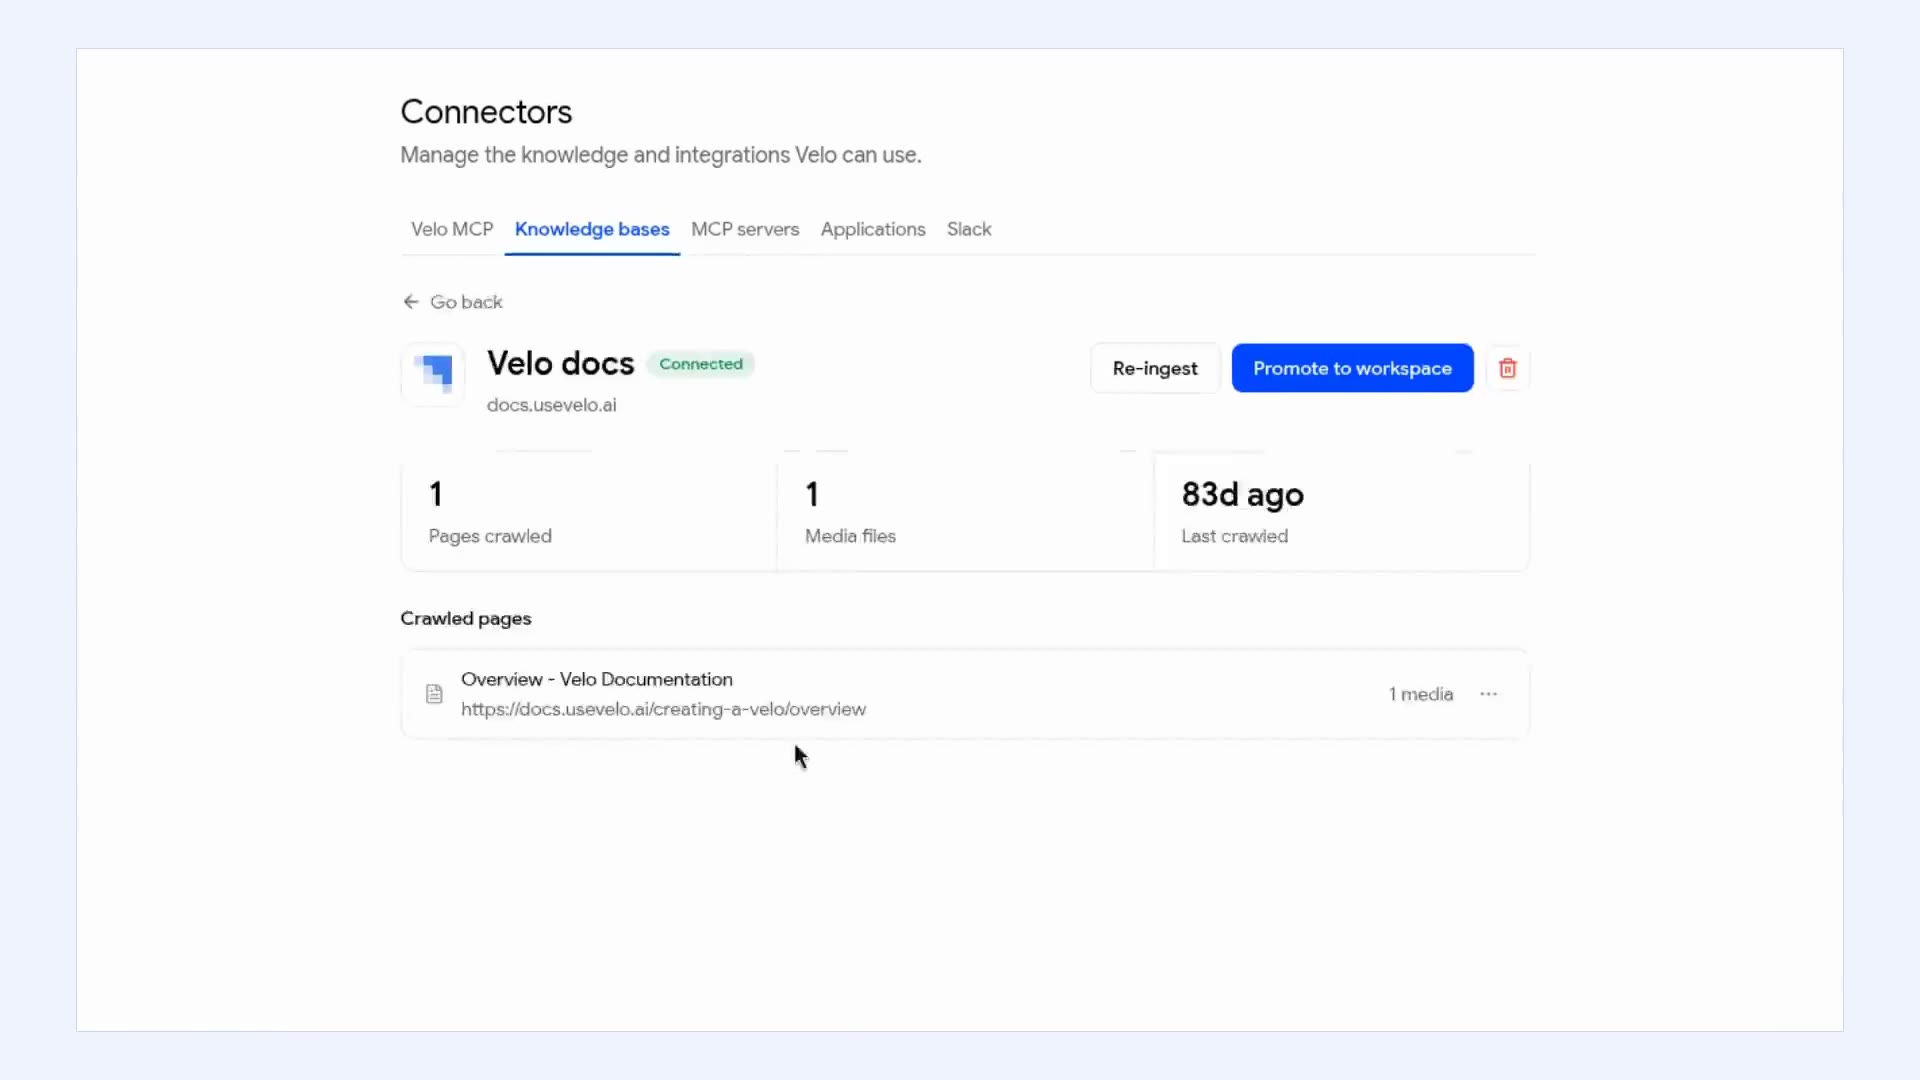 Connectors
Manage the knowledge and integrations Velo can use.
Velo MCP Knowledge bases MCP servers Applications Slack
Go back
Velo docs Connected
docs.usevelo.ai
Re-ingest Promote to workspace
1 1 83d ago
Pages crawled Media files Last crawled
Crawled pages
Overview - Velo Documentation
https://docs.usevelo.ai/creating-a-velo/overview
1 media